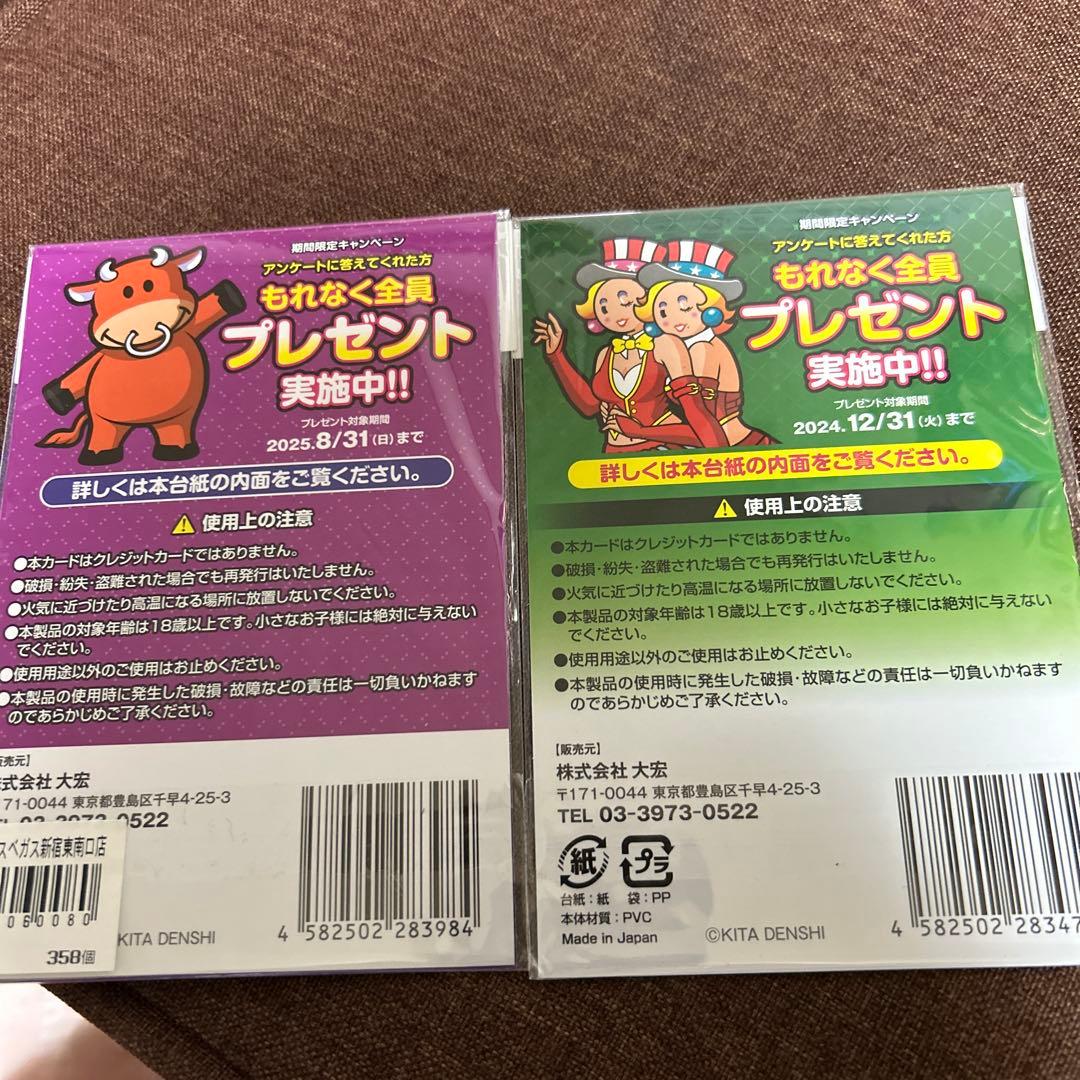 期間限定キャンペーン
アンケートに答えてくれた方
もれなく全員
プレゼント
実施中!!
プレゼント対象期間
2025.8/31(日)まで
詳しくは本台紙の内面をご覧ください。
使用上の注意
●本カードはクレジットカードではありません。
●破損・紛失・盗難された場合でも再発行はいたしません。
●火気に近づけたり高温になる場所に放置しないでください。
●本製品の対象年齢は18歳以上です。小さなお子様には絶対に与えない
でください。
●使用用途以外のご使用はお止めください。
●本製品の使用時に発生した破損・故障などの責任は一切負いかねます
のであらかじめご了承ください。
販売元】
株式会社 大宏
〒171-0044 東京都豊島区千早4-25-3
TEL 03-3973-0522
スベガス新宿東南口店
060080
358個
KITA DENSHI
4 582502 283984
期間限定キャンペーン
アンケートに答えてくれた方
もれなく全員
プレゼント
実施中!!
プレゼント対象期間
2024.12/31(火)まで
詳しくは本台紙の内面をご覧ください。
使用上の注意
●本カードはクレジットカードではありません。
●破損・紛失・盗難された場合でも再発行はいたしません。
●火気に近づけたり高温になる場所に放置しないでください。
●本製品の対象年齢は18歳以上です。小さなお子様には絶対に与えない
でください。
●使用用途以外のご使用はお止めください。
●本製品の使用時に発生した破損・故障などの責任は一切負いかねます
のであらかじめご了承ください。
【販売元】
株式会社 大宏
〒171-0044 東京都豊島区千早4-25-3
TEL 03-3973-0522
紙 プラ
台紙:紙 袋:PP
本体材質:PVC
Made in Japan
©KITA DENSHI
4 582502 28347